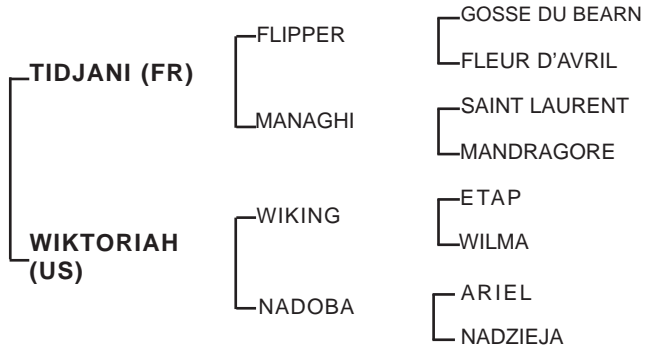 GOSSE DU BEARN
FLIPPER
FLEUR D'AVRIL
TIDJANI (FR)
SAINT LAURENT
MANAGHI
MANDRAGORE
ETAP
WIKING
WILMA
WIKTORIAH
(US)
ARIEL
NADOBA
NADZIEJA